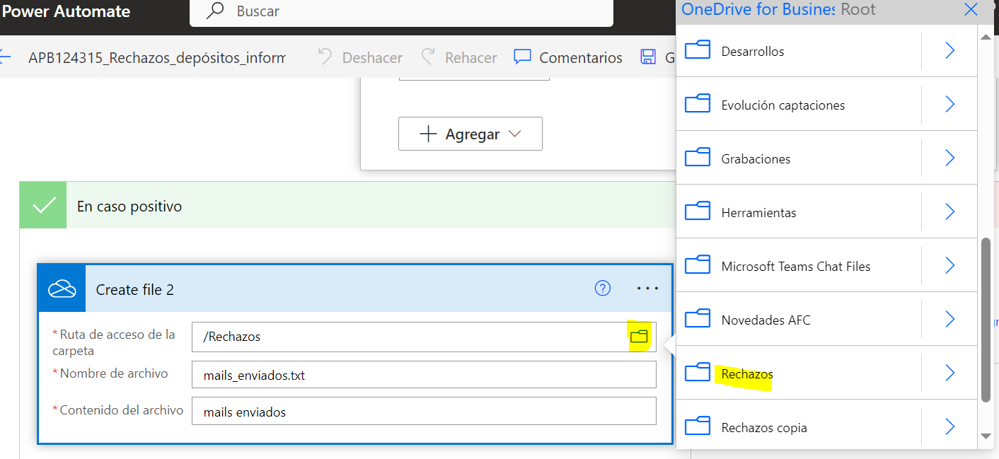 Power Automate
Buscar
OneDrive for Busines Root
APB124315_Rechazos_depósitos_inform
Deshacer
Rehacer
Comentarios
G
Agregar
En caso positivo
Create file 2
*Ruta de acceso de la
carpeta
/Rechazos
*Nombre de archivo
mails_enviados.txt
*Contenido del archivo
mails enviados
Desarrollos
Evolución captaciones
Grabaciones
Herramientas
Microsoft Teams Chat Files
Novedades AFC
Rechazos
Rechazos copia